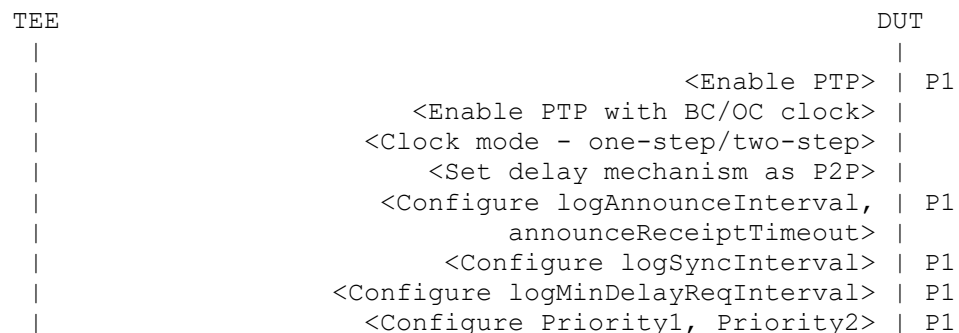 TEE                                                    DUT
 |                                                      |
 |                                         <Enable PTP> | P1
 |                        <Enable PTP with BC/OC clock> |
 |                     <Clock mode - one-step/two-step> |
 |                         <Set delay mechanism as P2P> |
 |                      <Configure logAnnounceInterval, | P1
 |                              announceReceiptTimeout> |
 |                          <Configure logSyncInterval> | P1
 |                   <Configure logMinDelayReqInterval> | P1
 |                     <Configure Priority1, Priority2> | P1